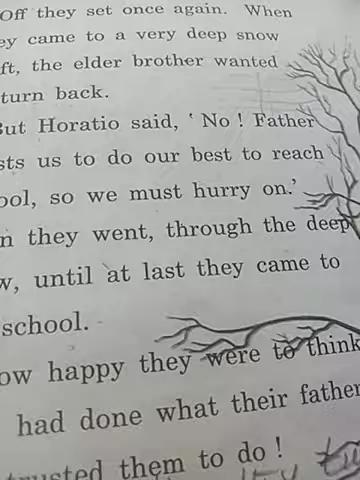 Off they set once again. When
ey came to a very deep snow
ft, the elder brother wanted
turn back.
But Horatio said, ‘ No ! Father
sts us to do our best to reach
ool, so we must hurry on.’
n they went, through the deep
w, until at last they came to
school.
ow happy they were to think
had done what their father
trusted them to do !